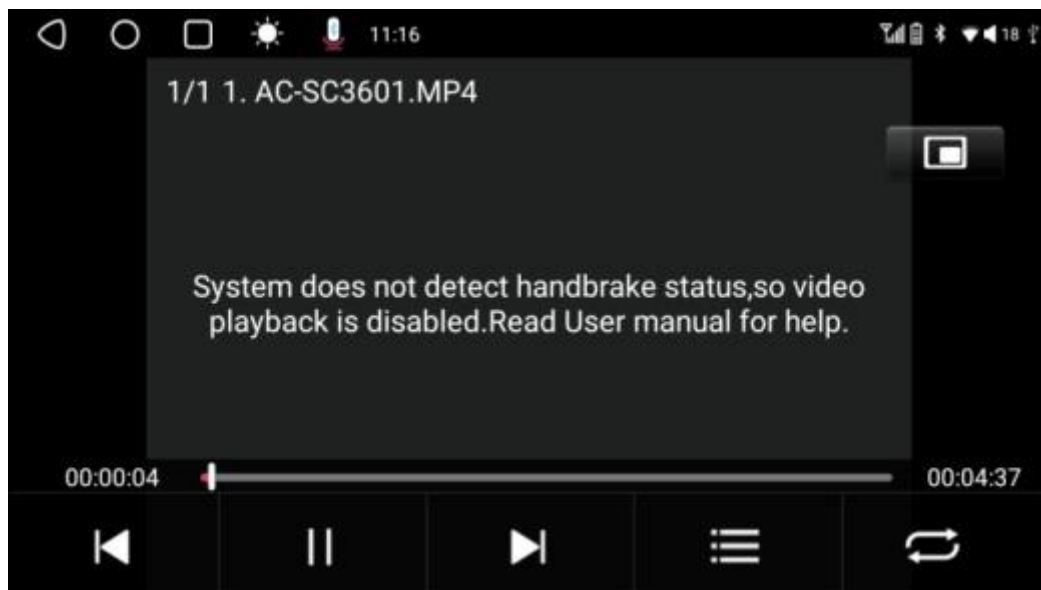 11:16
18
1/1 1. AC-SC3601.MP4
System does not detect handbrake status,so video
playback is disabled.Read User manual for help.
00:00:04
00:04:37